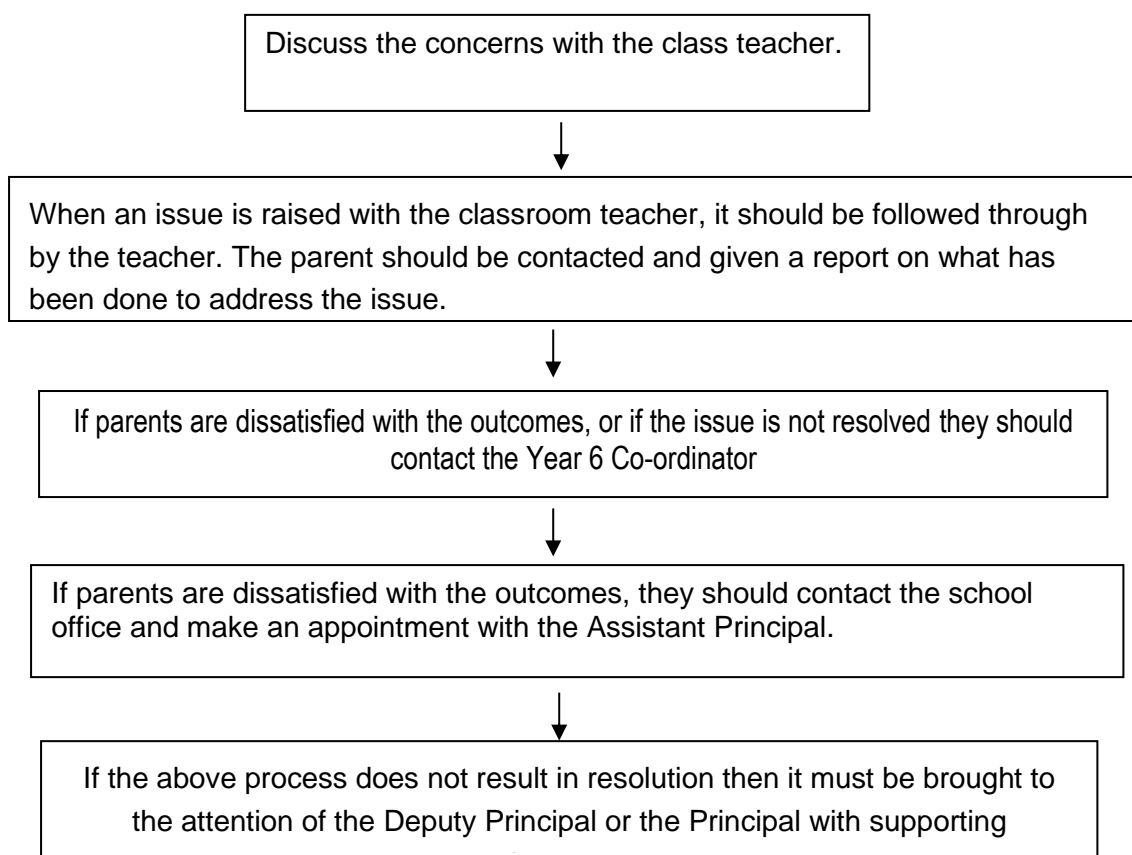 Discuss the concerns with the class teacher.
When an issue is raised with the classroom teacher, it should be followed through
by the teacher. The parent should be contacted and given a report on what has
been done to address the issue.
If parents are dissatisfied with the outcomes, or if the issue is not resolved they should
contact the Year 6 Co-ordinator
If parents are dissatisfied with the outcomes, they should contact the school
office and make an appointment with the Assistant Principal.
If the above process does not result in resolution then it must be brought to
the attention of the Deputy Principal or the Principal with supporting